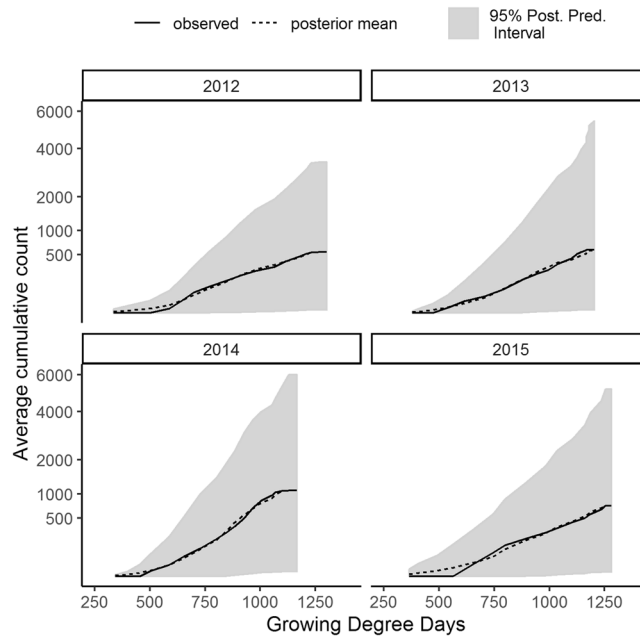 observed
posterior mean
95% Post. Pred.
Interval
2012
2013
6000
4000
2000
1000
500
2014
2015
6000
4000
2000
1000
500
250 500 750 1000 1250
250 500 750 1000 1250
Average cumulative count
Growing Degree Days